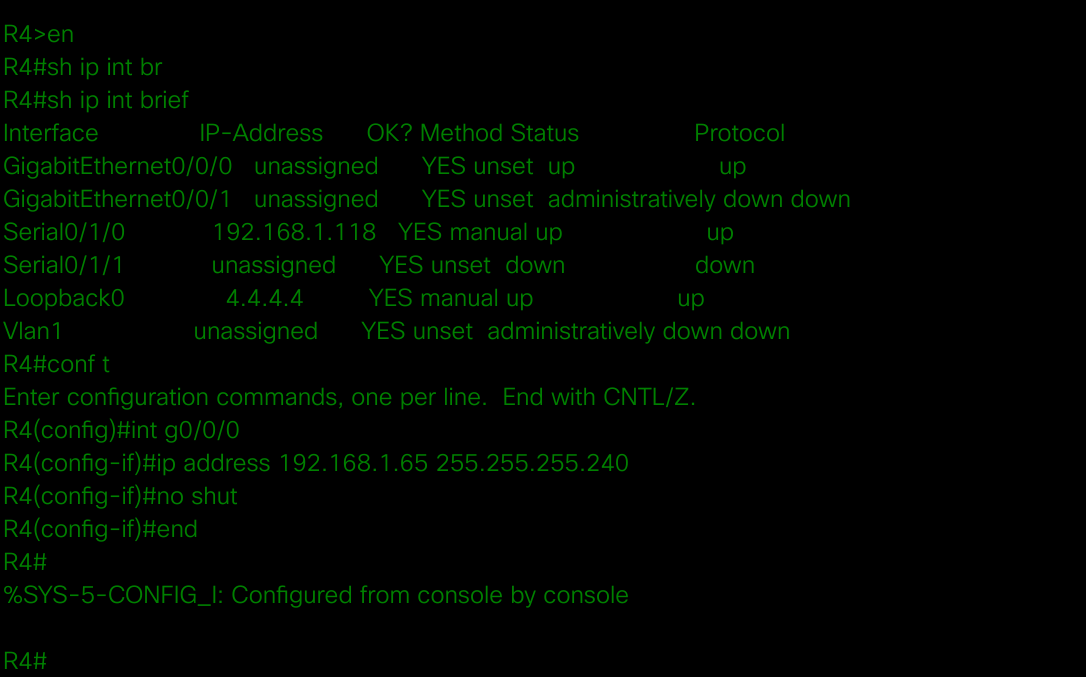 R4>en
R4#sh ip int br
R4#sh ip int brief
Interface              IP-Address      OK? Method Status                Protocol
GigabitEthernet0/0/0   unassigned      YES unset  up                    up
GigabitEthernet0/0/1   unassigned      YES unset  administratively down down
Serial0/1/0            192.168.1.118   YES manual up                    up
Serial0/1/1            unassigned      YES unset  down                  down
Loopback0              4.4.4.4         YES manual up                    up
Vlan1                  unassigned      YES unset  administratively down down
R4#conf t
Enter configuration commands, one per line.  End with CNTL/Z.
R4(config)#int g0/0/0
R4(config-if)#ip address 192.168.1.65 255.255.255.240
R4(config-if)#no shut
R4(config-if)#end
R4#
%SYS-5-CONFIG_I: Configured from console by console
R4#